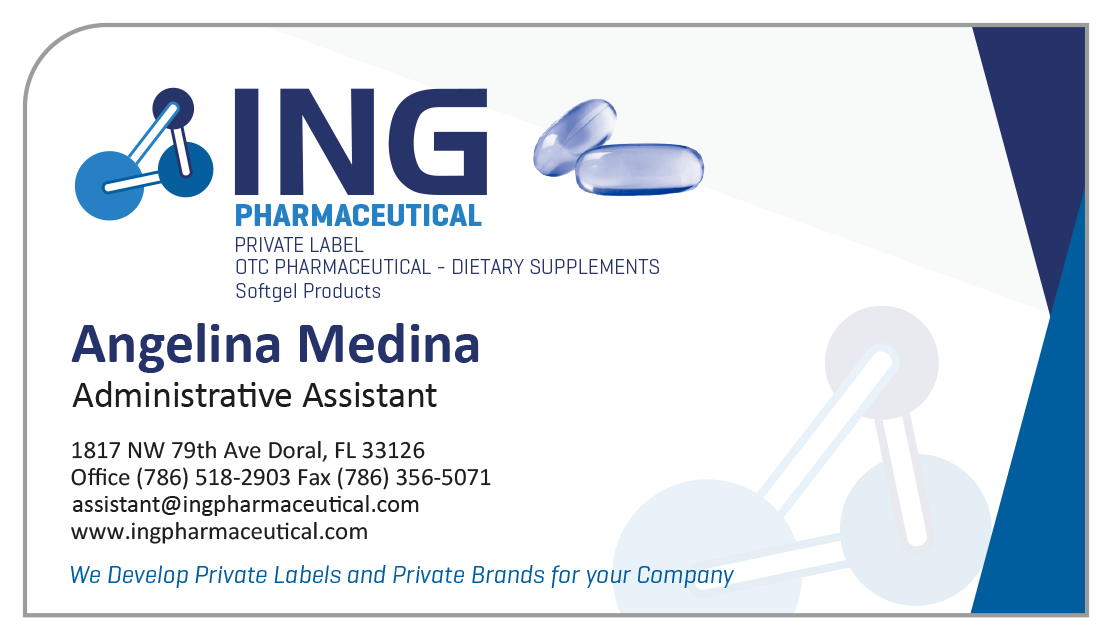 ING
PHARMACEUTICAL
PRIVATE LABEL
OTC PHARMACEUTICAL - DIETARY SUPPLEMENTS
Softgel Products
Angelina Medina
Administrative Assistant
1817 NW 79th Ave Doral, FL 33126
Office (786) 518-2903 Fax (786) 356-5071
assistant@ingpharmaceutical.com
www.ingpharmaceutical.com
We Develop Private Labels and Private Brands for your Company